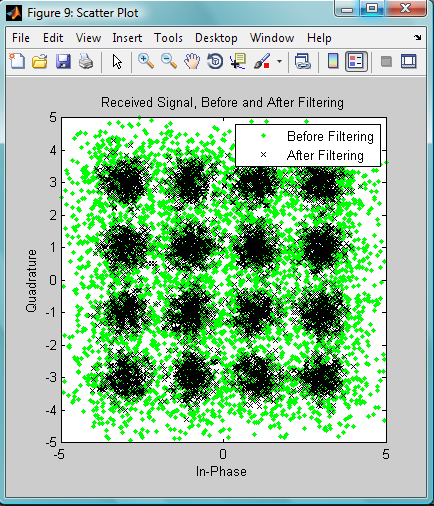 Figure 9: Scatter Plot
File Edit View Insert Tools Desktop Window Help
Received Signal, Before and After Filtering
Before Filtering
After Filtering
5
4
3
2
1
0
-1
-2
-3
-4
-5
Quadrature
-5 0 5
In-Phase